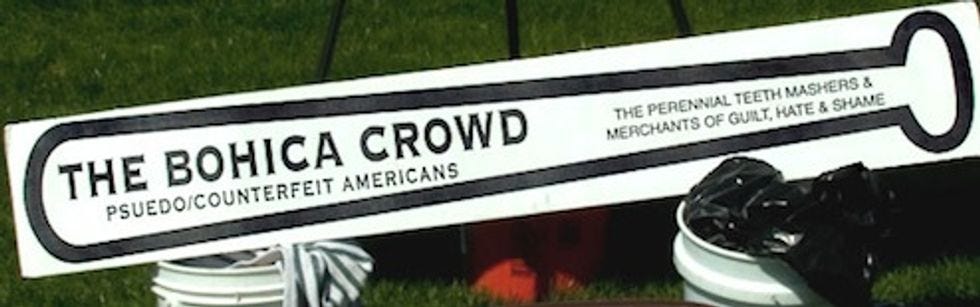 THE BOHICA CROWD
PSUEDO/COUNTERFEIT AMERICANS
THE PERENNIAL TEETH MASHERS &
MERCHANTS OF GUILT, HATE & SHAME